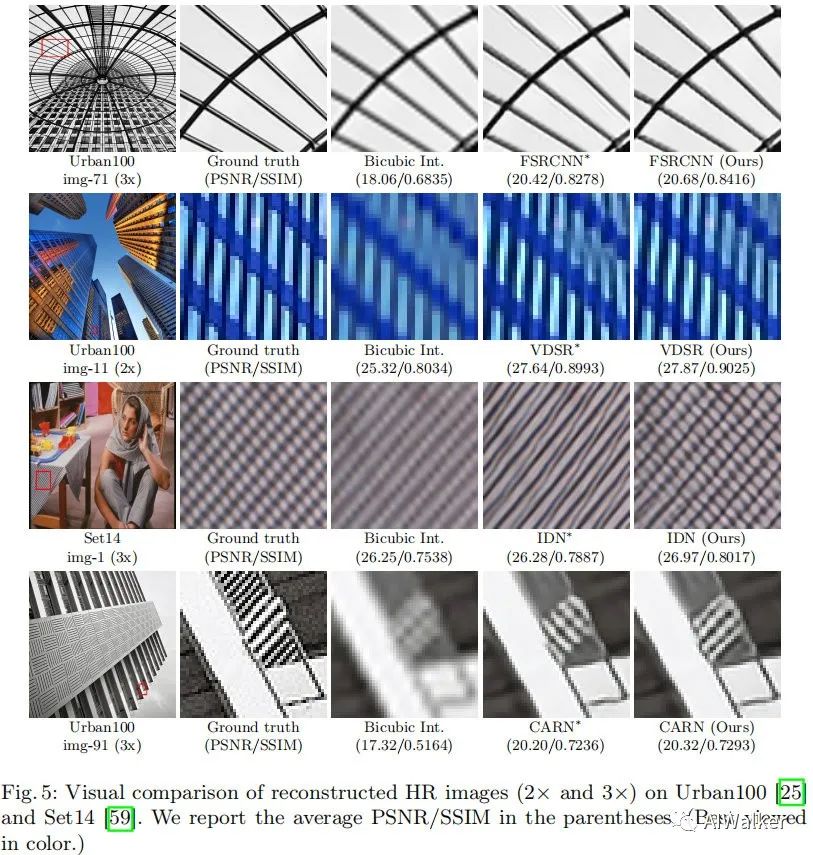 Urban100 Ground truth Bicubic Int. FSRCNN* FSRCNN (Ours)
img-71 (3x) (PSNR/SSIM) (18.06/0.6835) (20.42/0.8278) (20.68/0.8416)
Urban100 Ground truth Bicubic Int. VDSR* VDSR (Ours)
img-11 (2x) (PSNR/SSIM) (25.32/0.8034) (27.64/0.8993) (27.87/0.9025)
Set14 Ground truth Bicubic Int. IDN* IDN (Ours)
img-1 (3x) (PSNR/SSIM) (26.25/0.7538) (26.28/0.7887) (26.97/0.8017)
Urban100 Ground truth Bicubic Int. CARN* CARN (Ours)
img-91 (3x) (PSNR/SSIM) (17.32/0.5164) (20.20/0.7236) (20.32/0.7293)
Fig. 5: Visual comparison of reconstructed HR images (2× and 3×) on Urban100 [25]
and Set14 [59]. We report the average PSNR/SSIM in the parentheses. (Best viewed
in color.)
AIWalker